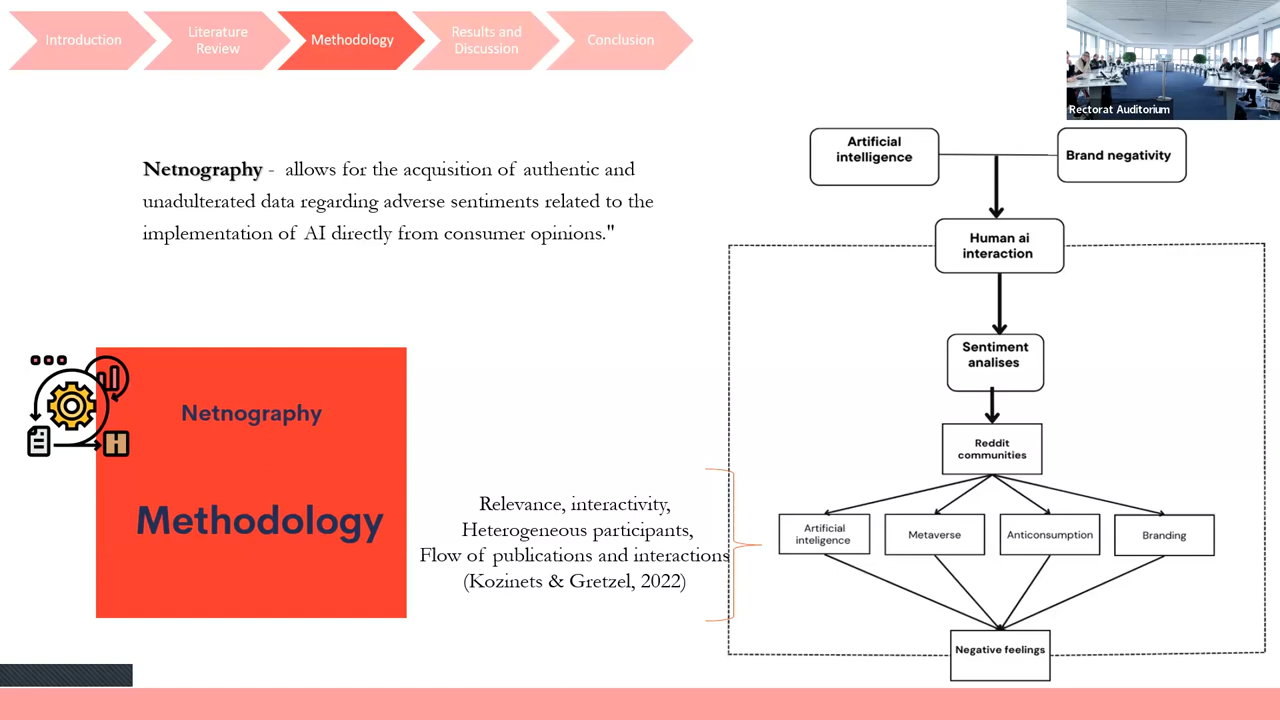 Introduction
Literature
Review
Methodology
Results and
Discussion
Conclusion
Rectorat Auditorium
Netnography - allows for the acquisition of authentic and
unadulterated data regarding adverse sentiments related to the
implementation of AI directly from consumer opinions."
Netnography
Methodology
Relevance, interactivity,
Heterogeneous participants,
Flow of publications and interactions
(Kozinets & Gretzel, 2022)
Artificial
intelligence
Brand negativity
Human ai
interaction
Sentiment
analises
Reddit
communities
Artificial
inteligence
Metaverse
Anticonsumption
Branding
Negative feelings